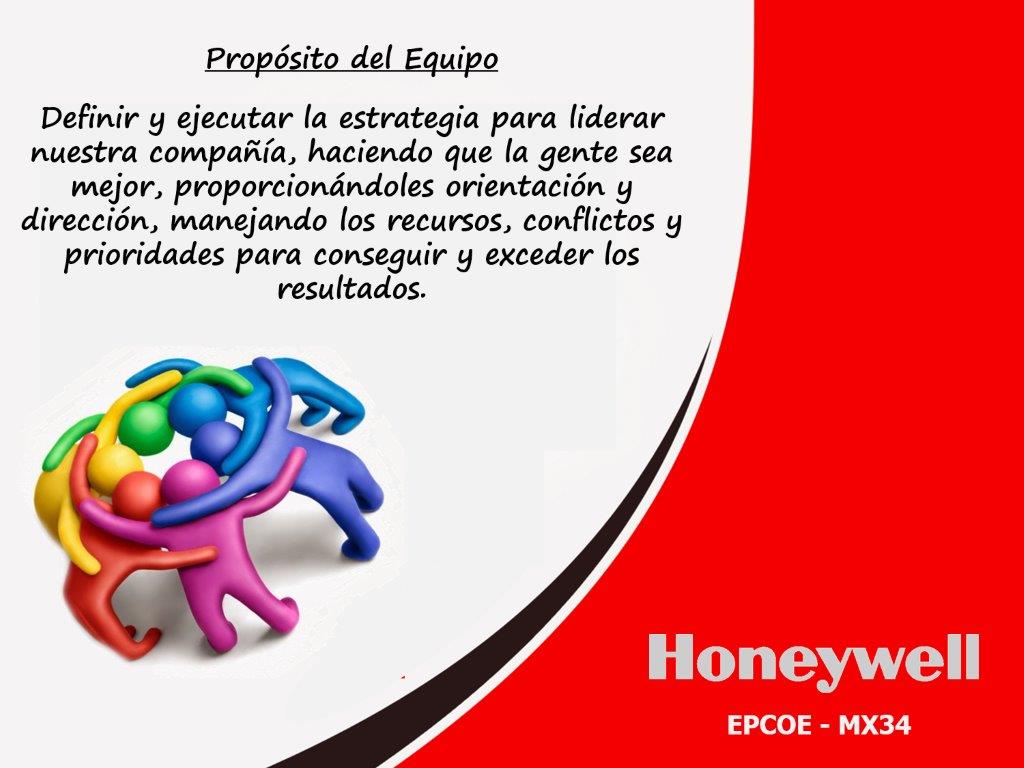 Propósito del Equipo
Definir y ejecutar la estrategia para liderar
nuestra compañía, haciendo que la gente sea
mejor, proporcionándoles orientación y
dirección, manejando los recursos, conflictos y
prioridades para conseguir y exceder los
resultados.
Honeywell
EPCOE - MX34